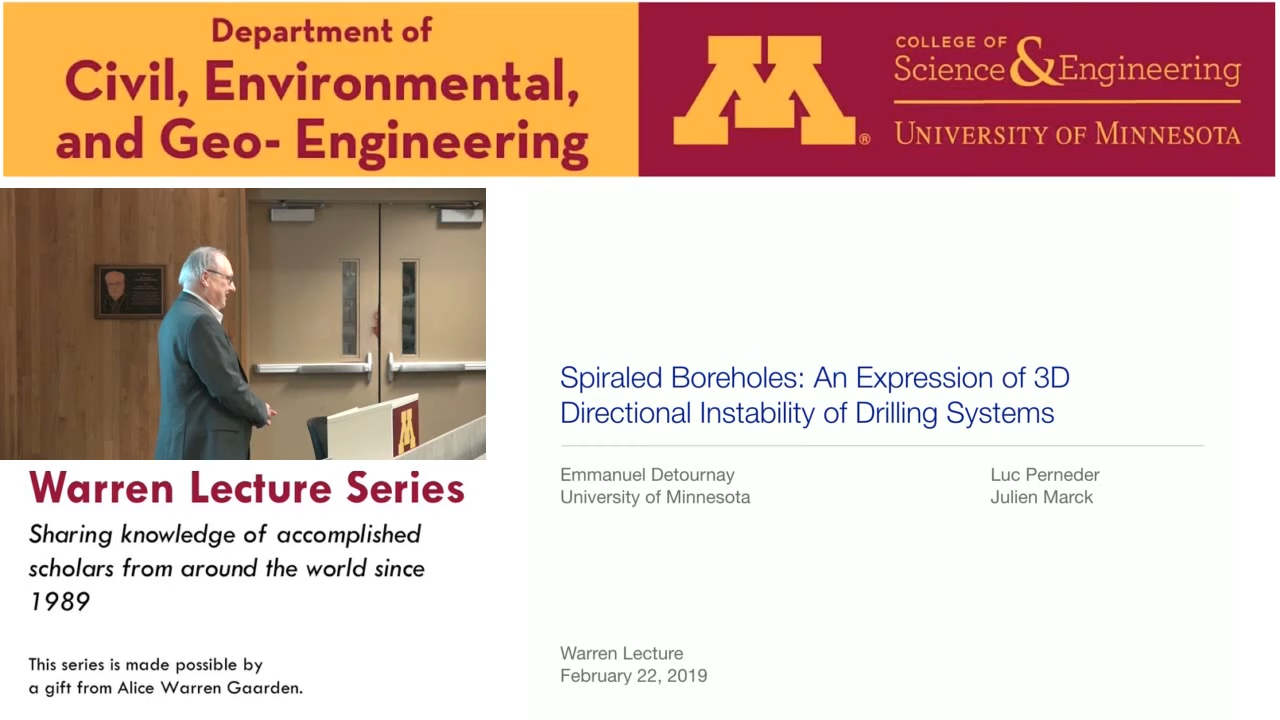 Department of
Civil, Environmental,
and Geo- Engineering
M®
COLLEGE OF
Science & Engineering
UNIVERSITY OF MINNESOTA
M
Warren Lecture Series
Sharing knowledge of accomplished
scholars from around the world since
1989
This series is made possible by
a gift from Alice Warren Gaarden.
Spiraled Boreholes: An Expression of 3D
Directional Instability of Drilling Systems
Emmanuel Detournay
University of Minnesota
Luc Perneder
Julien Marck
Warren Lecture
February 22, 2019